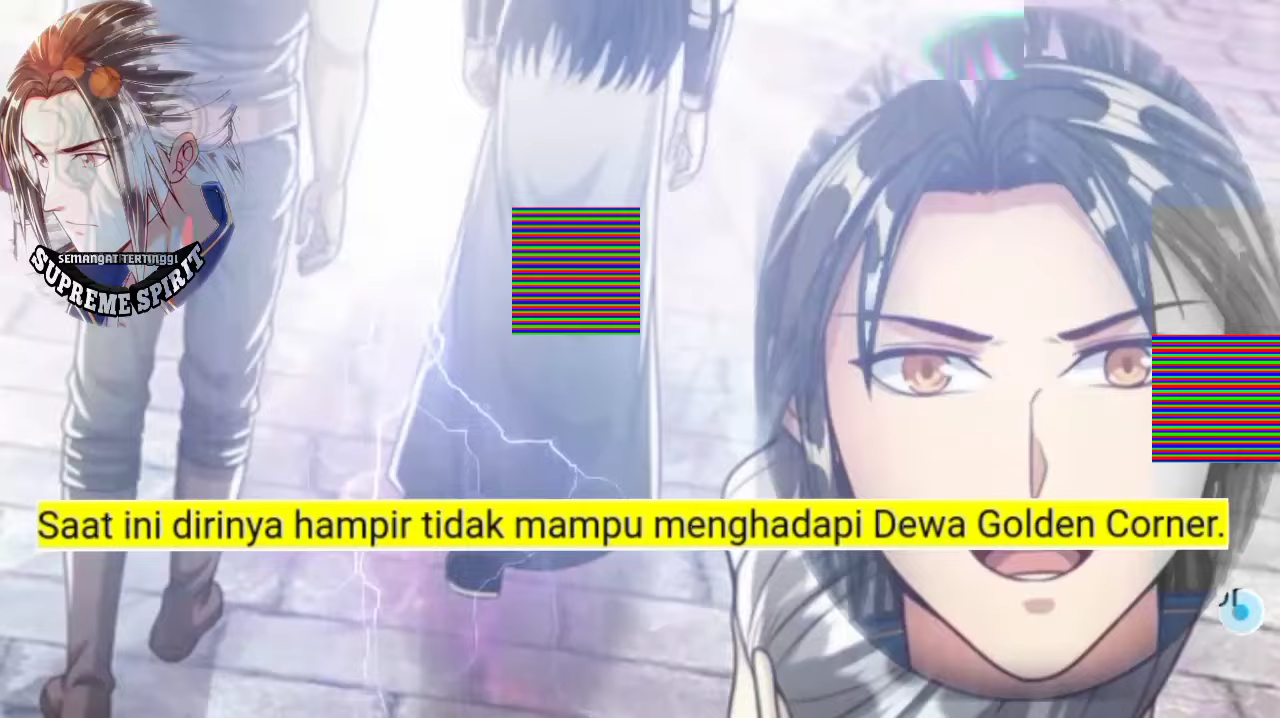 SEMANGAT TERTINGGI
SUPREME SPIRIT
Saat ini dirinya hampir tidak mampu menghadapi Dewa Golden Corner.